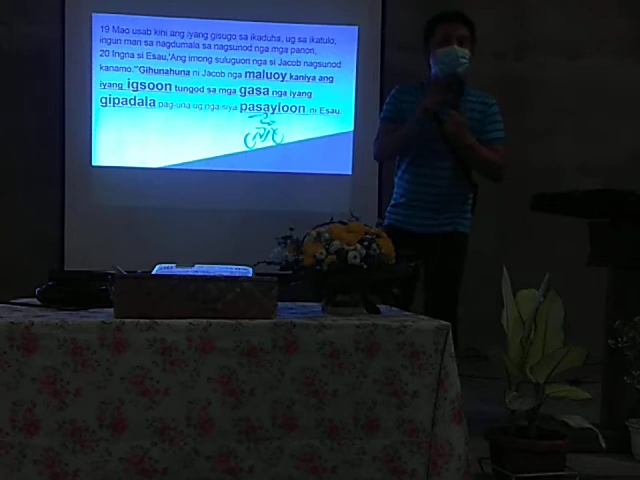 19 Mao usab kini ang iyang gisugo sa ikaduha, ug sa ikatulo,
ingun man sa nagdumala sa nagsunod nga mga panon,
20 Ingna si Esau,'Ang imong suluguon nga si Jacob nagsunod
kanamo.'"Gihunahuna ni Jacob nga maluoy kaniya ang
iyang igsoon tungod sa mga gasa nga iyang
gipadala pag-una ug nga siya pasayloon ni Esau.